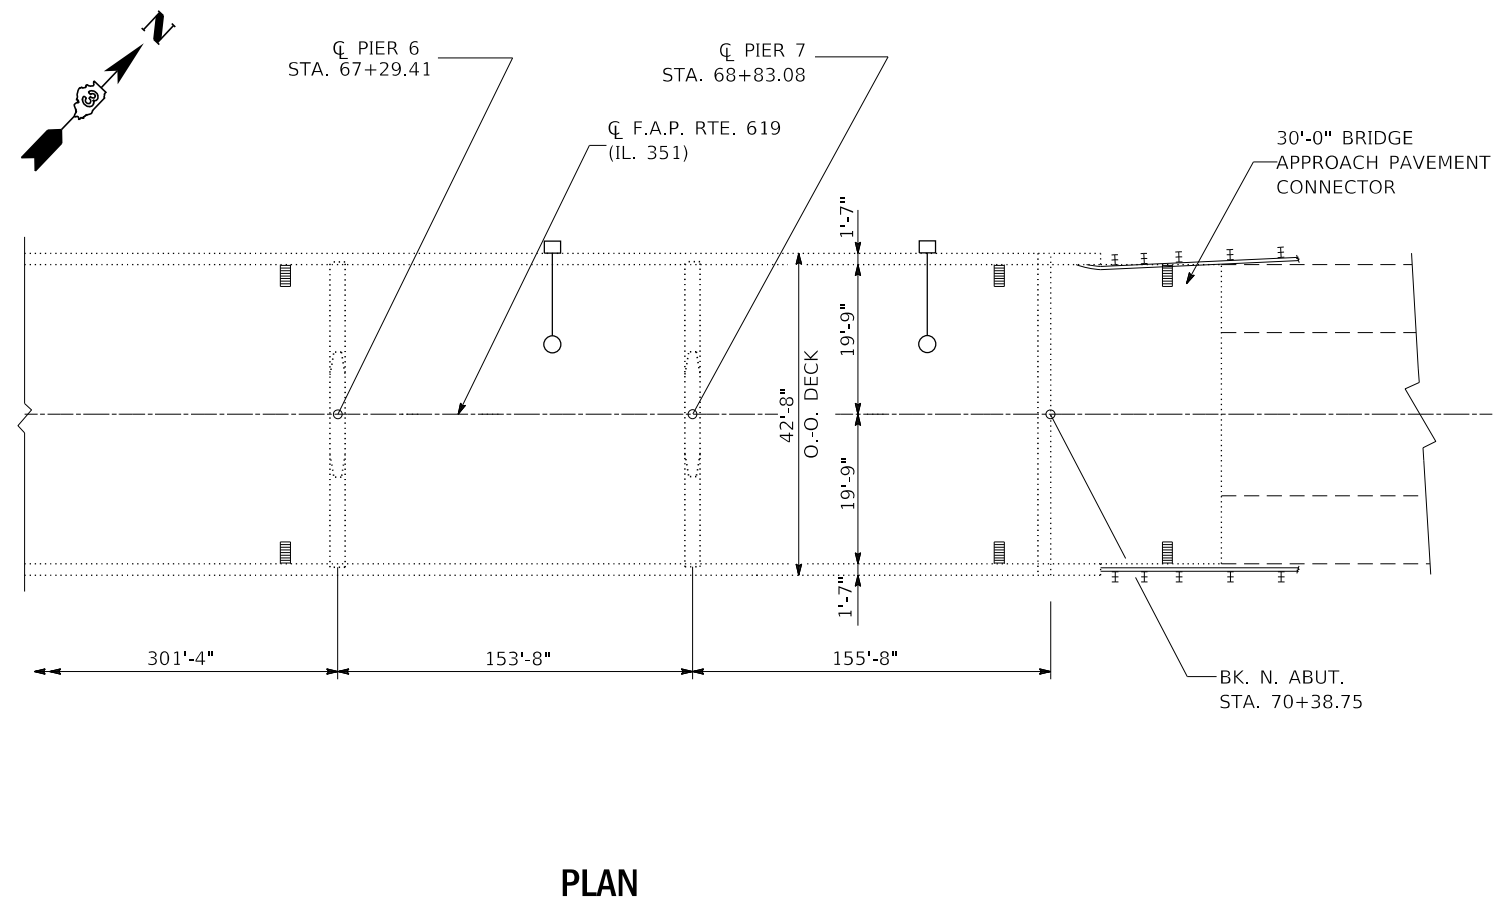 N
3
℄ PIER 6
STA. 67+29.41
℄ PIER 7
STA. 68+83.08
℄ F.A.P. RTE. 619
(IL. 351)
30'-0" BRIDGE
APPROACH PAVEMENT
CONNECTOR
1'-7"
19'-9"
42'-8"
O.-O. DECK
19'-9"
1'-7"
301'-4"
153'-8"
155'-8"
BK. N. ABUT.
STA. 70+38.75
PLAN